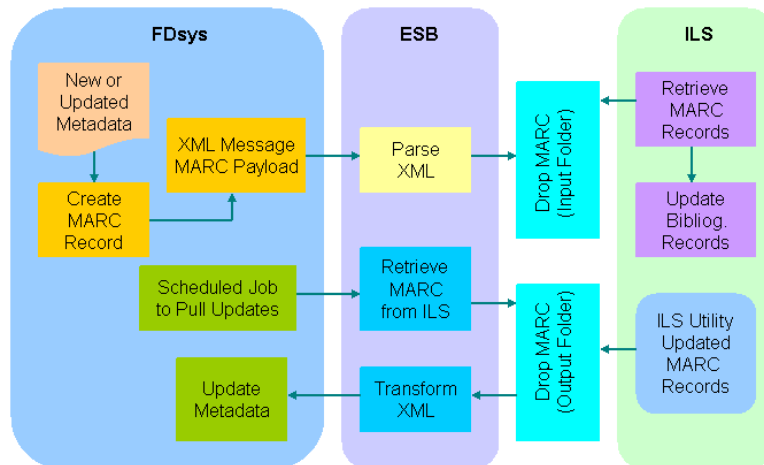 FDsys
ESB
ILS
New or
Updated
Metadata
XML Message
MARC Payload
Parse
XML
Drop MARC
(Input Folder)
Retrieve
MARC
Records
Create
MARC
Record
Update
Bibliog.
Records
Scheduled Job
to Pull Updates
Retrieve
MARC
from ILS
Drop MARC
(Output Folder)
ILS Utility
Updated
MARC
Records
Update
Metadata
Transform
XML